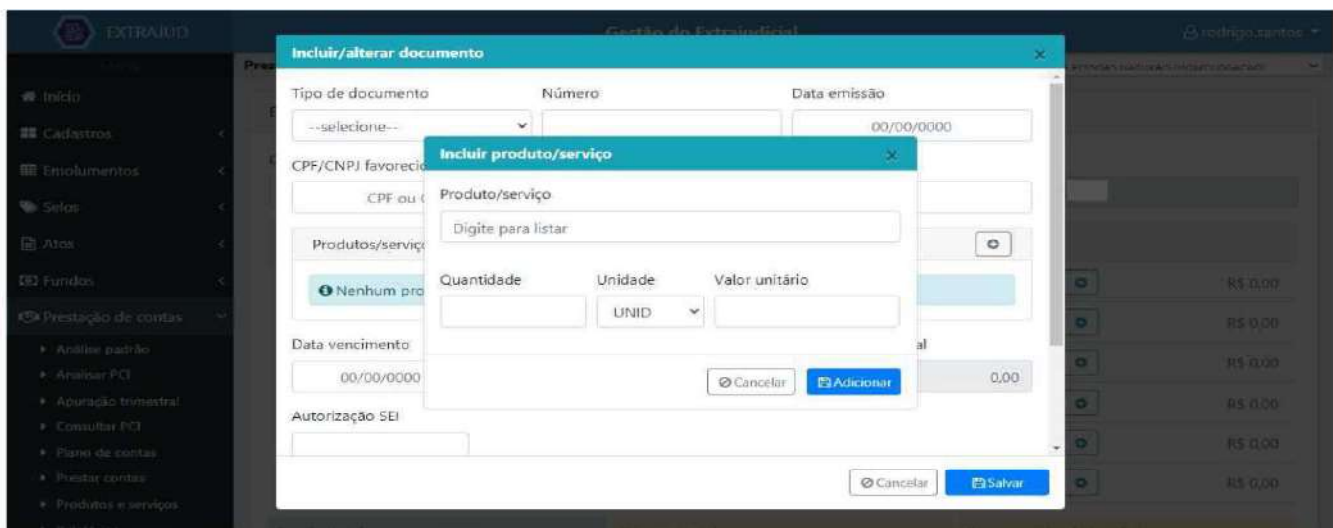 EXTRAJUD
Gestão do Extrajudicial
rodrigo.santos
Incluir/alterar documento
×
Início
Cadastros
Emolumentos
Selos
Atos
Fundos
Prestação de contas
Análise padrão
Analisar PCI
Apuração trimestral
Consultar PCI
Plano de contas
Prestar contas
Produtos e serviços
Tipo de documento
Número
Data emissão
--selecione--
00/00/0000
CPF/CNPJ favorecid
CPF ou
Produtos/serviç
Nenhum pro
Incluir produto/serviço
×
Produto/serviço
Digite para listar
Quantidade
Unidade
Valor unitário
UNID
Cancelar
Adicionar
Data vencimento
al
00/00/0000
0,00
Autorização SEI
Cancelar
Salvar
R$ 0,00
R$ 0,00
R$ 0,00
R$ 0,00
R$ 0,00
R$ 0,00